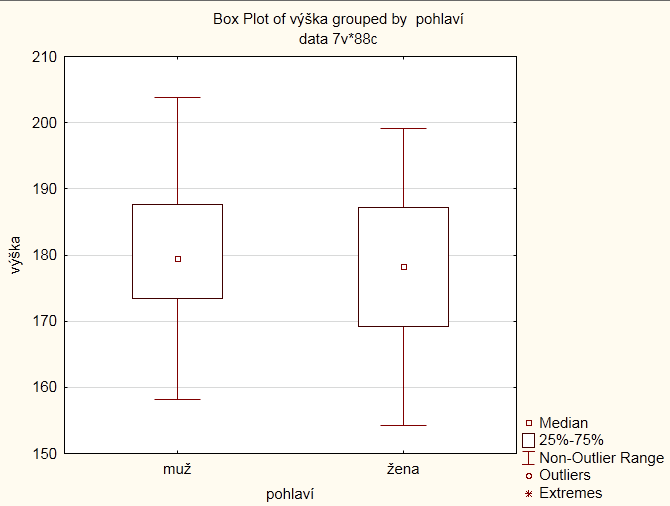 Box Plot of výška grouped by  pohlaví
data 7v*88c
210
200
190
180
170
160
150
výška
muž
žena
pohlaví
Median
25%-75%
Non-Outlier Range
Outliers
Extremes